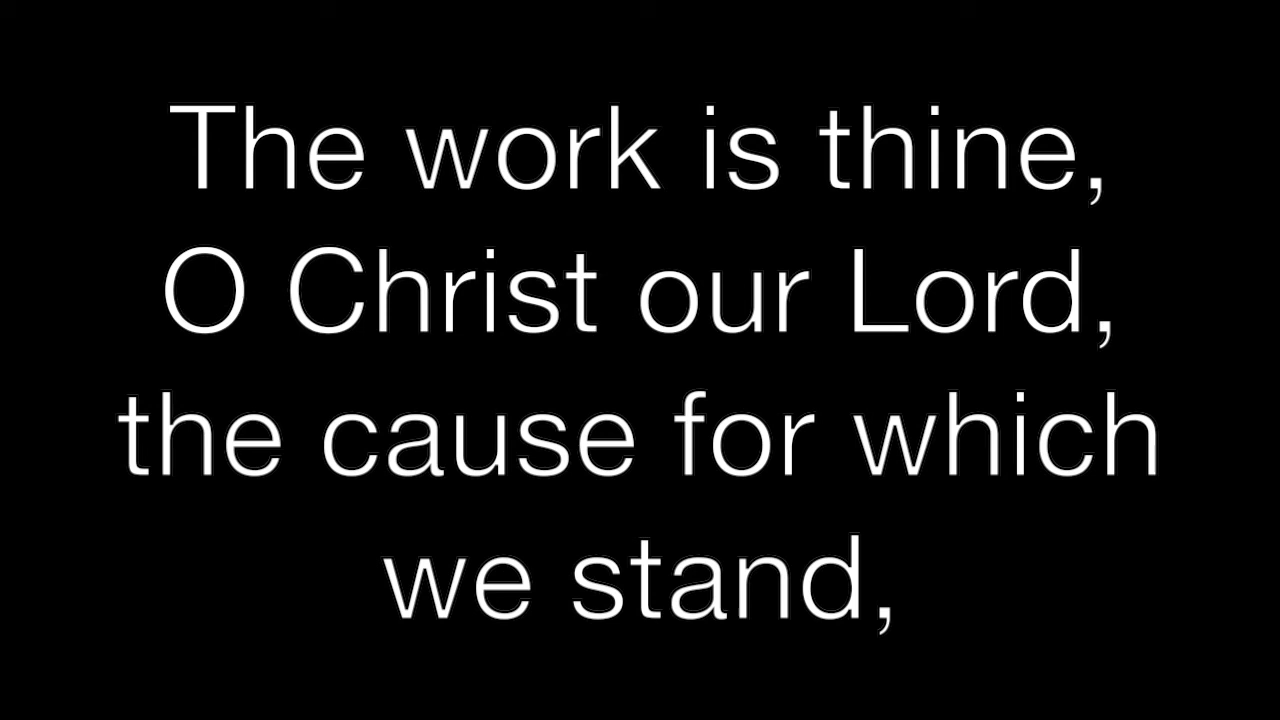 The work is thine,
O Christ our Lord,
the cause for which
we stand,